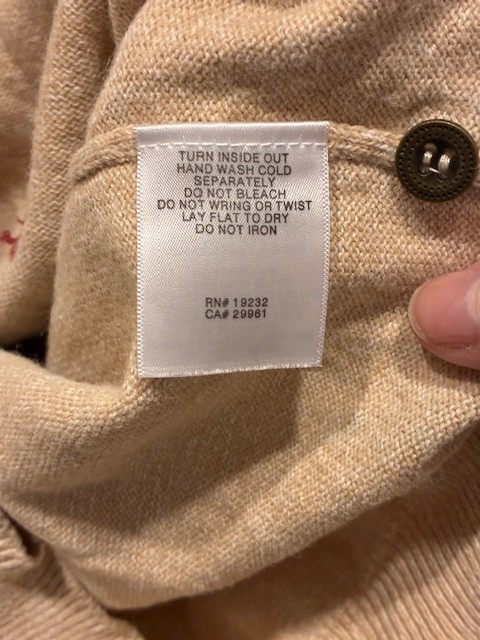 TURN INSIDE OUT
HAND WASH COLD
SEPARATELY
DO NOT BLEACH
DO NOT WRING OR TWIST
LAY FLAT TO DRY
DO NOT IRON
RN# 19232
CA# 29961